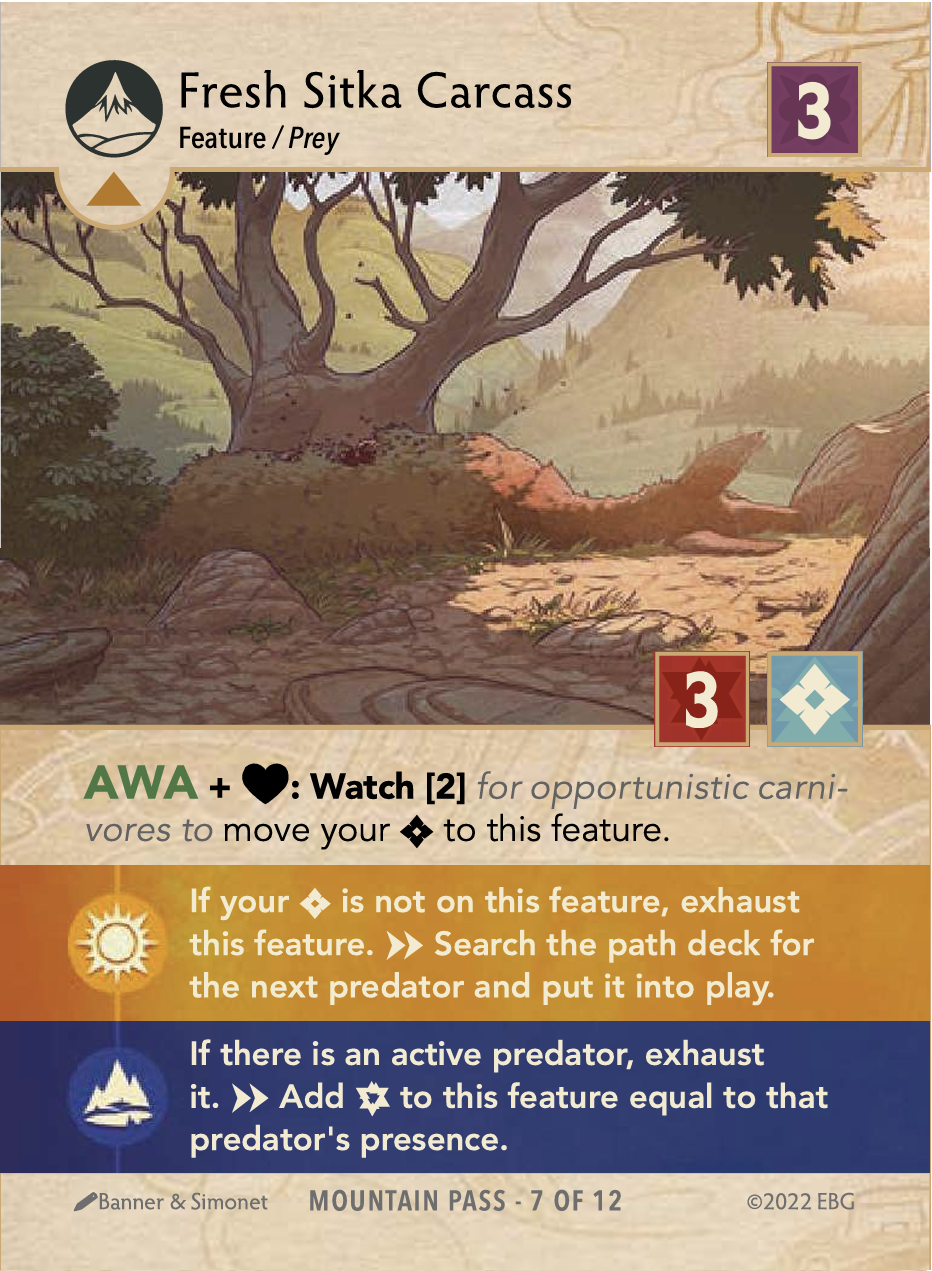 Fresh Sitka Carcass
Feature / Prey
3
3
AWA + : Watch [2] for opportunistic carni-
vores to move your to this feature.
If your is not on this feature, exhaust
this feature. Search the path deck for
the next predator and put it into play.
If there is an active predator, exhaust
it. Add to this feature equal to that
predator's presence.
Banner & Simonet MOUNTAIN PASS - 7 OF 12 ©2022 EBG